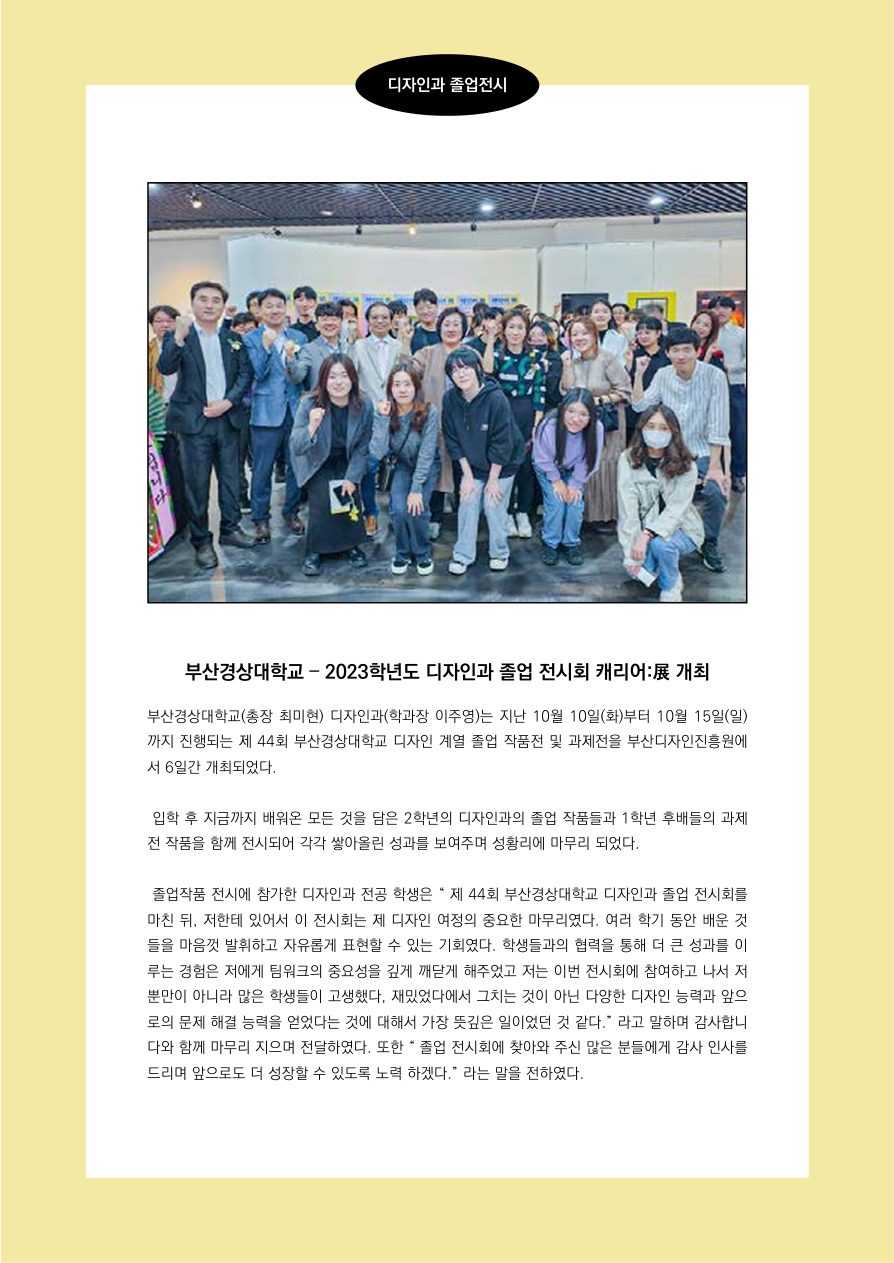 디자인과 졸업전시
습니다
부산경상대학교 – 2023학년도 디자인과 졸업 전시회 캐리어:展 개최
부산경상대학교(총장 최미현) 디자인과(학과장 이주영)는 지난 10월 10일(화)부터 10월 15일(일)
까지 진행되는 제 44회 부산경상대학교 디자인 계열 졸업 작품전 및 과제전을 부산디자인진흥원에
서 6일간 개최되었다.
입학 후 지금까지 배워온 모든 것을 담은 2학년의 디자인과의 졸업 작품들과 1학년 후배들의 과제
전 작품을 함께 전시되어 각각 쌓아올린 성과를 보여주며 성황리에 마무리 되었다.
졸업작품 전시에 참가한 디자인과 전공 학생은 “ 제 44회 부산경상대학교 디자인과 졸업 전시회를
마친 뒤, 저한테 있어서 이 전시회는 제 디자인 여정의 중요한 마무리였다. 여러 학기 동안 배운 것
들을 마음껏 발휘하고 자유롭게 표현할 수 있는 기회였다. 학생들과의 협력을 통해 더 큰 성과를 이
루는 경험은 저에게 팀워크의 중요성을 깊게 깨닫게 해주었고 저는 이번 전시회에 참여하고 나서 저
뿐만이 아니라 많은 학생들이 고생했다, 재밌었다에서 그치는 것이 아닌 다양한 디자인 능력과 앞으
로의 문제 해결 능력을 얻었다는 것에 대해서 가장 뜻깊은 일이었던 것 같다.” 라고 말하며 감사합니
다와 함께 마무리 지으며 전달하였다. 또한 “ 졸업 전시회에 찾아와 주신 많은 분들에게 감사 인사를
드리며 앞으로도 더 성장할 수 있도록 노력 하겠다.” 라는 말을 전하였다.